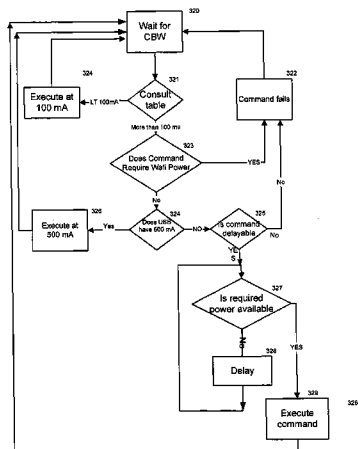 320
Wait for
CBW
324
Execute at
100 mA
LT 100mA
321
Consult
table
322
Command fails
More than 100 ma
323
Does Command
Require Wall Power
YES
No
No
326
Execute at
500 mA
Yes
324
Does USB
have 500 mA
NO
325
Is command
delayable
No
YE
S
327
Is required
power available
No
YES
328
Delay
329
Execute
command
326